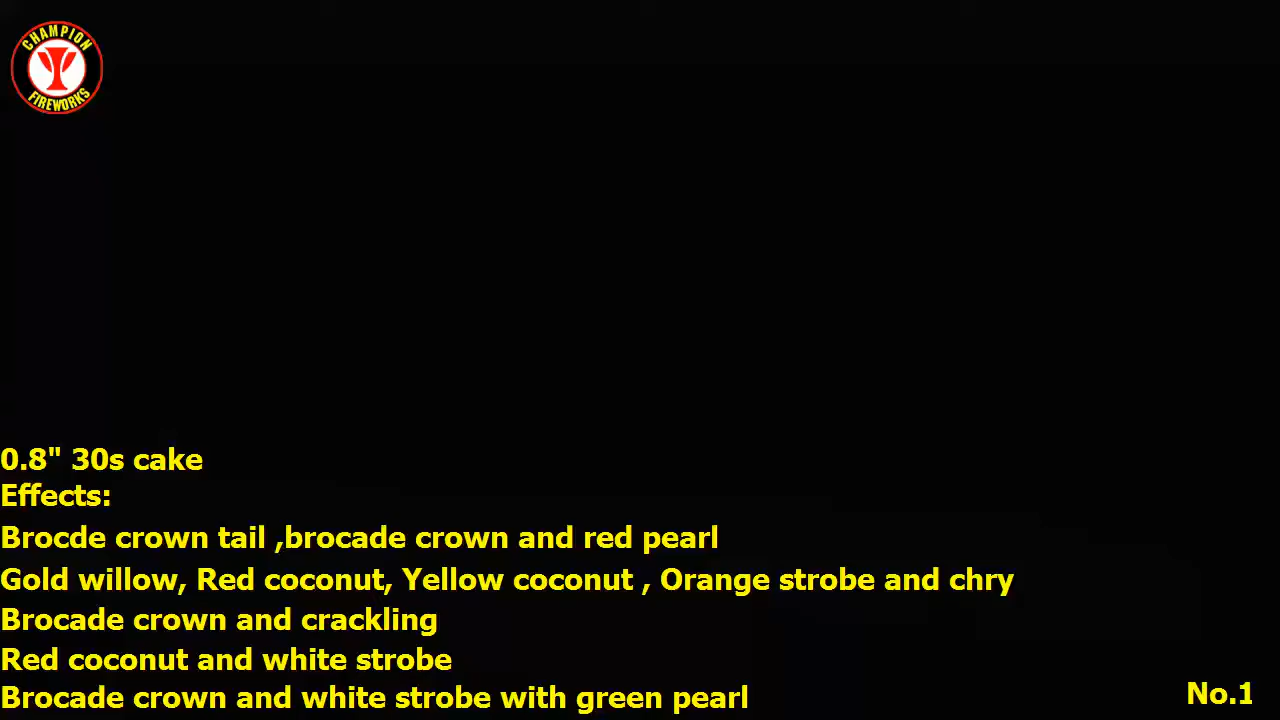 CHAMPION
FIREWORKS
0.8" 30s cake
Effects:
Brocde crown tail ,brocade crown and red pearl
Gold willow, Red coconut, Yellow coconut , Orange strobe and chry
Brocade crown and crackling
Red coconut and white strobe
Brocade crown and white strobe with green pearl
No.1